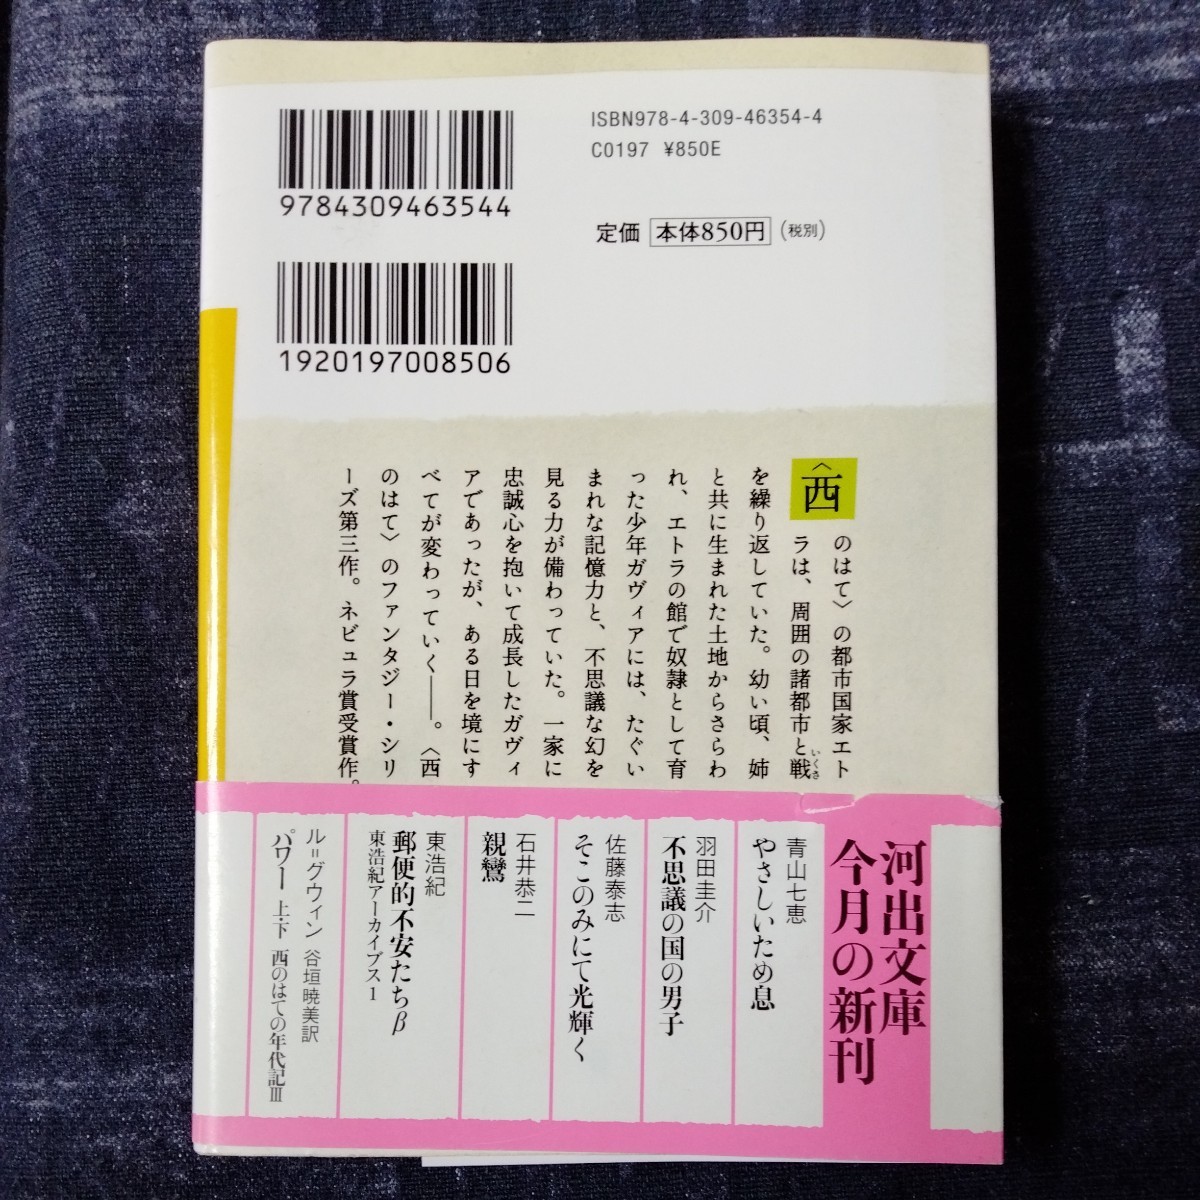 ISBN978-4-309-46354-4
C0197 ¥850E
9784309463544
定価 本体850円 (税別)
1920197008506
〈西のはて〉の都市国家エト
ラは、周囲の諸都市と戦
いくさ
を繰り返していた。幼い頃、姉
と共に生まれた土地からさらわ
れ、エトラの館で奴隷として育
った少年ガヴィアには、たぐい
まれな記憶力と、不思議な幻を
見る力が備わっていた。一家に
忠誠心を抱いて成長したガヴィ
アであったが、ある日を境にす
べてが変わっていく——。〈西
のはて〉のファンタジー・シリ
ーズ第三作。ネビュラ賞受賞作。
河出文庫
今月の新刊
青山七恵
やさしいため息
羽田圭介
不思議の国の男子
佐藤泰志
そこのみにて光輝く
石井恭二
親鸞
東浩紀
郵便的不安たちβ
東浩紀アーカイブス1
ル=グウィン 谷垣暁美訳
パワー 上・下 西のはての年代記Ⅲ